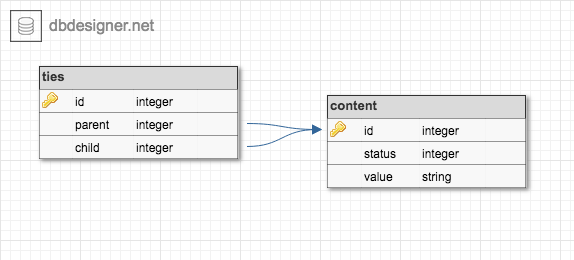 dbdesigner.net
ties
id integer
parent integer
child integer
content
id integer
status integer
value string